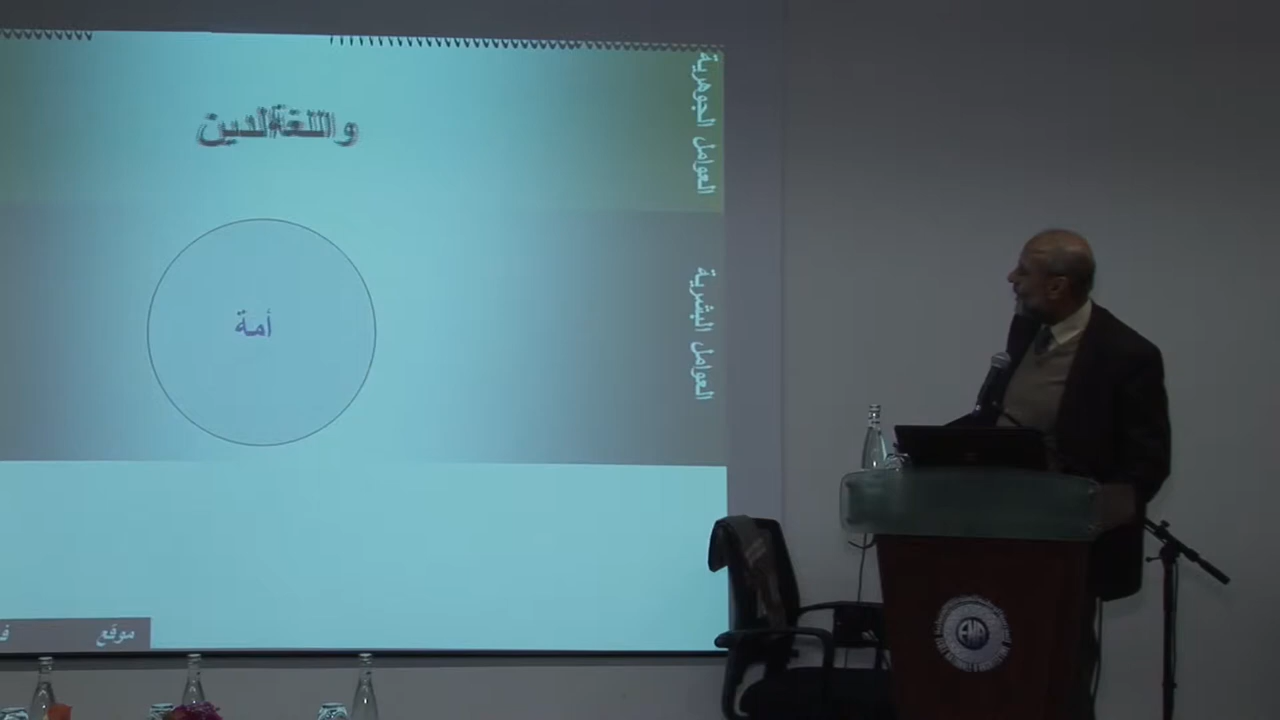 العوامل الجوهرية
واللغة الدين
أمة
العوامل البشرية
موقع